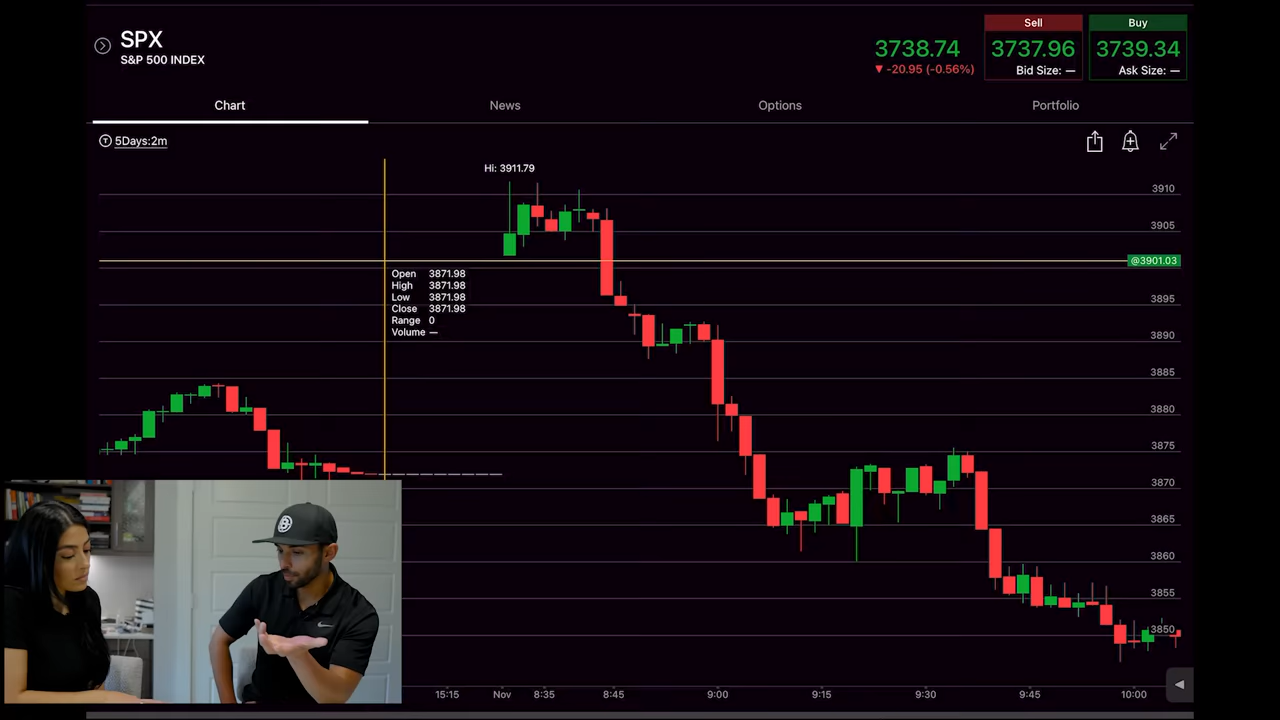 SPX
S&P 500 INDEX
3738.74
▼ -20.95 (-0.56%)
Sell
3737.96
Bid Size: —
Buy
3739.34
Ask Size: —
Chart
News
Options
Portfolio
T 5Days:2m
Hi: 3911.79
3910
3905
@3901.03
3895
3890
3885
3880
3875
3870
3865
3860
3855
3850
Open 3871.98
High 3871.98
Low 3871.98
Close 3871.98
Range 0
Volume —
15:15 Nov 8:35 8:45 9:00 9:15 9:30 9:45 10:00